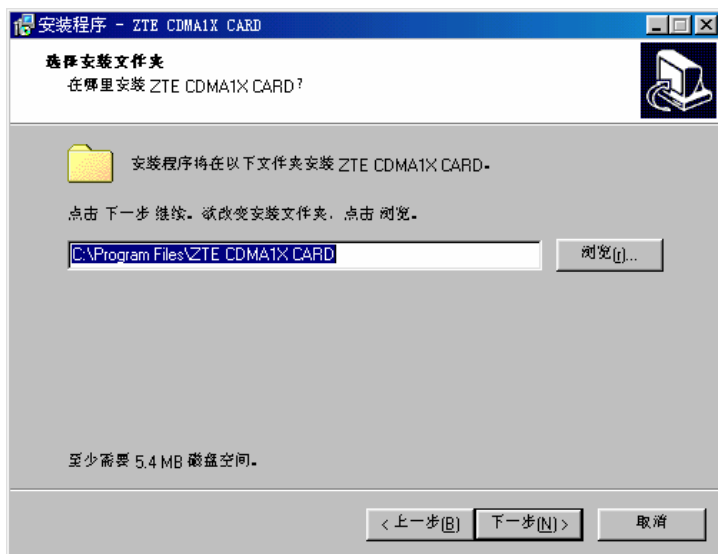 安装程序 - ZTE CDMA1X CARD
选择安装文件夹
在哪里安装 ZTE CDMA1X CARD?
安装程序将在以下文件夹安装 ZTE CDMA1X CARD。
点击 下一步 继续。欲改变安装文件夹，点击 浏览。
C:\Program Files\ZTE CDMA1X CARD
浏览(r)...
至少需要 5.4 MB 磁盘空间。
< 上一步(B)
下一步(N) >
取消